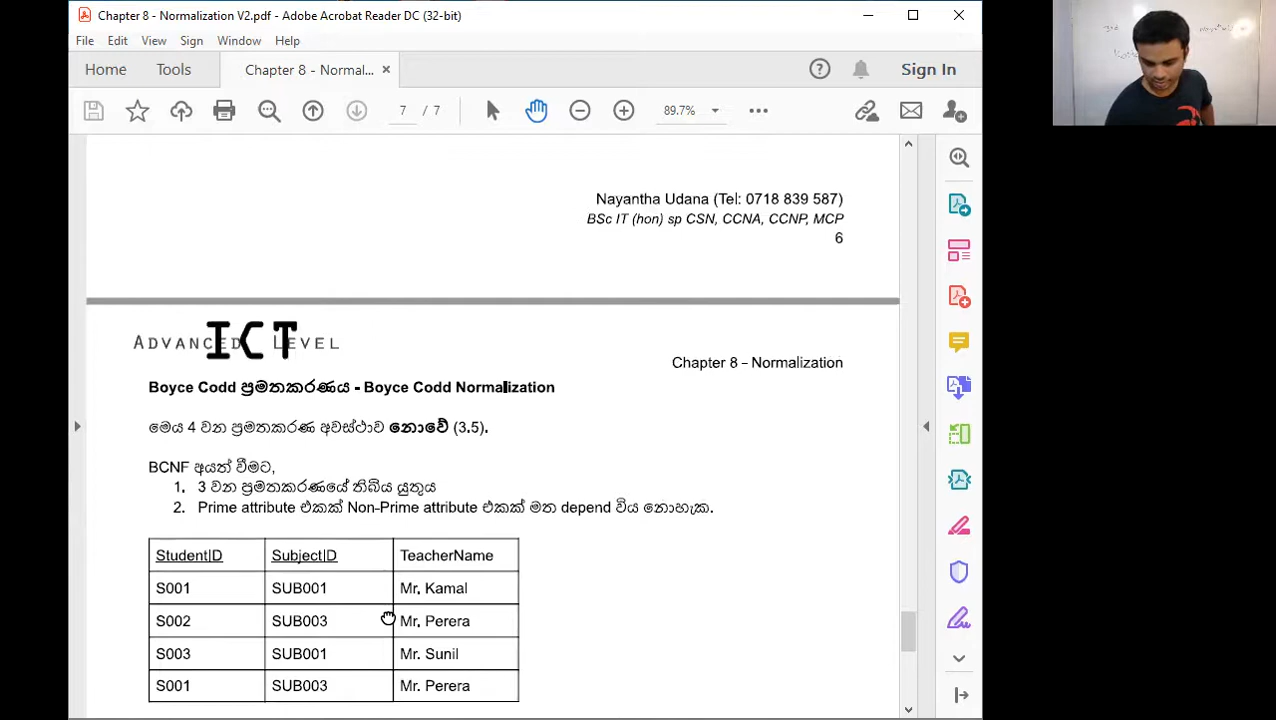 Chapter 8 - Normalization V2.pdf - Adobe Acrobat Reader DC (32-bit)
File Edit View Sign Window Help
Home Tools Chapter 8 - Normal... × Sign In
7 / 7 89.7%
Nayantha Udana (Tel: 0718 839 587)
BSc IT (hon) sp CSN, CCNA, CCNP, MCP
6
ADVANCED LEVEL
ICT
Chapter 8 – Normalization
Boyce Codd ප්‍රමතකරණය - Boyce Codd Normalization
මෙය 4 වන ප්‍රමතකරණ අවස්ථාව නොවේ (3.5).
BCNF අයත් වීමට,
1. 3 වන ප්‍රමතකරණයේ තිබිය යුතුය
2. Prime attribute එකක් Non-Prime attribute එකක් මත depend විය නොහැක.
StudentID SubjectID TeacherName
S001 SUB001 Mr. Kamal
S002 SUB003 Mr. Perera
S003 SUB001 Mr. Sunil
S001 SUB003 Mr. Perera